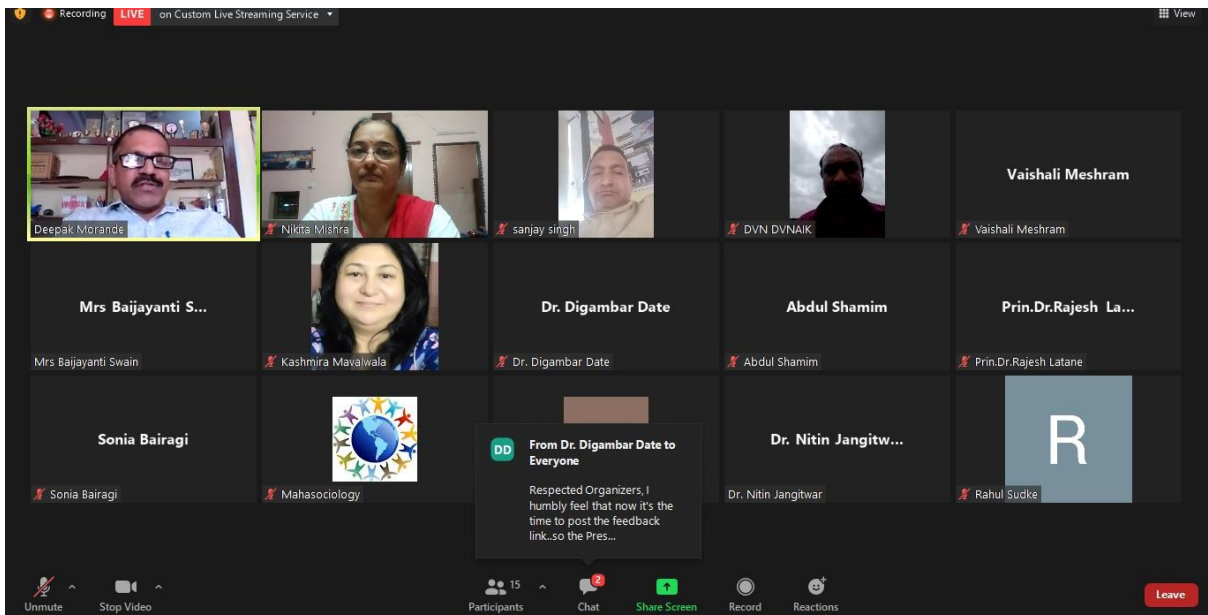 Recording LIVE on Custom Live Streaming Service
View
Deepak Morande
Nikita Mishra
sanjay singh
DVN DVNAIK
Vaishali Meshram
Vaishali Meshram
Mrs Baijayanti S...
Mrs Baijayanti Swain
Kashmira Mavalwala
Dr. Digambar Date
Dr. Digambar Date
Abdul Shamim
Abdul Shamim
Prin.Dr.Rajesh La...
Prin.Dr.Rajesh Latane
Sonia Bairagi
Sonia Bairagi
Mahasociology
DD
From Dr. Digambar Date to
Everyone
Respected Organizers, I
humbly feel that now it's the
time to post the feedback
link..so the Pres...
Dr. Nitin Jangitw...
Dr. Nitin Jangitwar
R
Rahul Sudke
Unmute
Stop Video
15
Participants
2
Chat
Share Screen
Record
Reactions
Leave